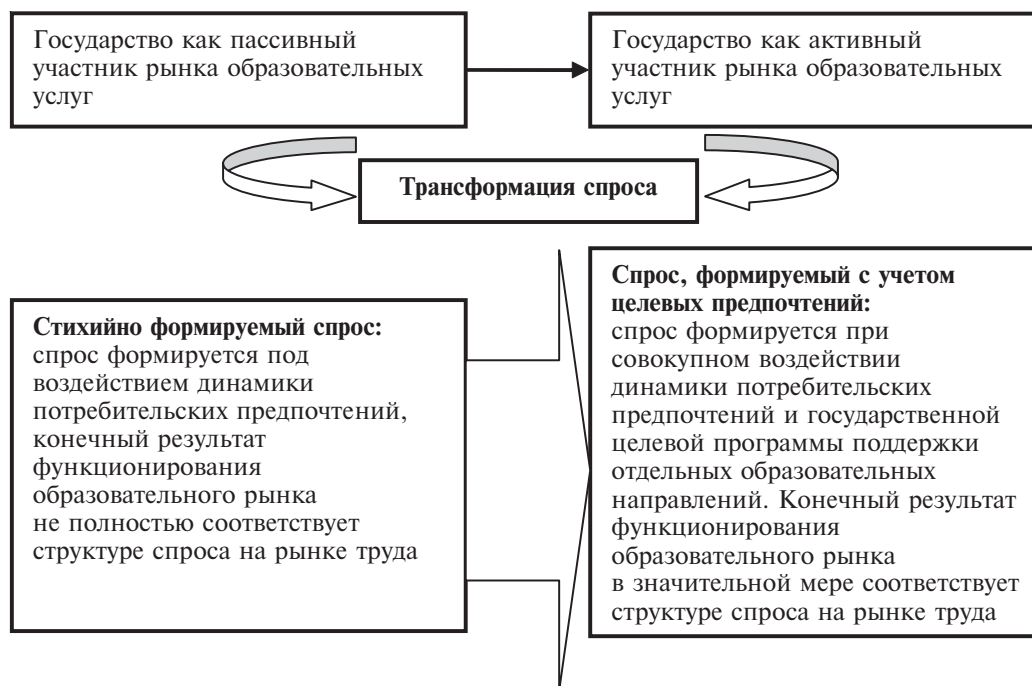 Государство как пассивный
участник рынка образовательных
услуг
Государство как активный
участник рынка образовательных
услуг
Трансформация спроса
Стихийно формируемый спрос:
спрос формируется под
воздействием динамики
потребительских предпочтений,
конечный результат
функционирования
образовательного рынка
не полностью соответствует
структуре спроса на рынке труда
Спрос, формируемый с учетом
целевых предпочтений:
спрос формируется при
совокупном воздействии
динамики потребительских
предпочтений и государственной
целевой программы поддержки
отдельных образовательных
направлений. Конечный результат
функционирования
образовательного рынка
в значительной мере соответствует
структуре спроса на рынке труда